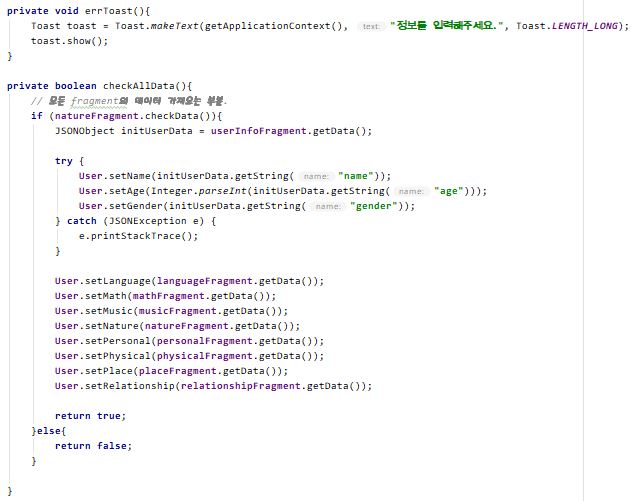 private void errToast(){
Toast toast = Toast.makeText(getApplicationContext(), text: "정보를 입력해주세요.", Toast.LENGTH_LONG);
toast.show();
}
private boolean checkAllData(){
// 모든 fragment의 데이터 가져오는 부분.
if (natureFragment.checkData()){
JSONObject initUserData = userInfoFragment.getData();
try {
User.setName(initUserData.getString( name: "name"));
User.setAge(Integer.parseInt(initUserData.getString( name: "age")));
User.setGender(initUserData.getString( name: "gender"));
} catch (JSONException e) {
e.printStackTrace();
}
User.setLanguage(languageFragment.getData());
User.setMath(mathFragment.getData());
User.setMusic(musicFragment.getData());
User.setNature(natureFragment.getData());
User.setPersonal(personalFragment.getData());
User.setPhysical(physicalFragment.getData());
User.setPlace(placeFragment.getData());
User.setRelationship(relationshipFragment.getData());
return true;
}else{
return false;
}
}